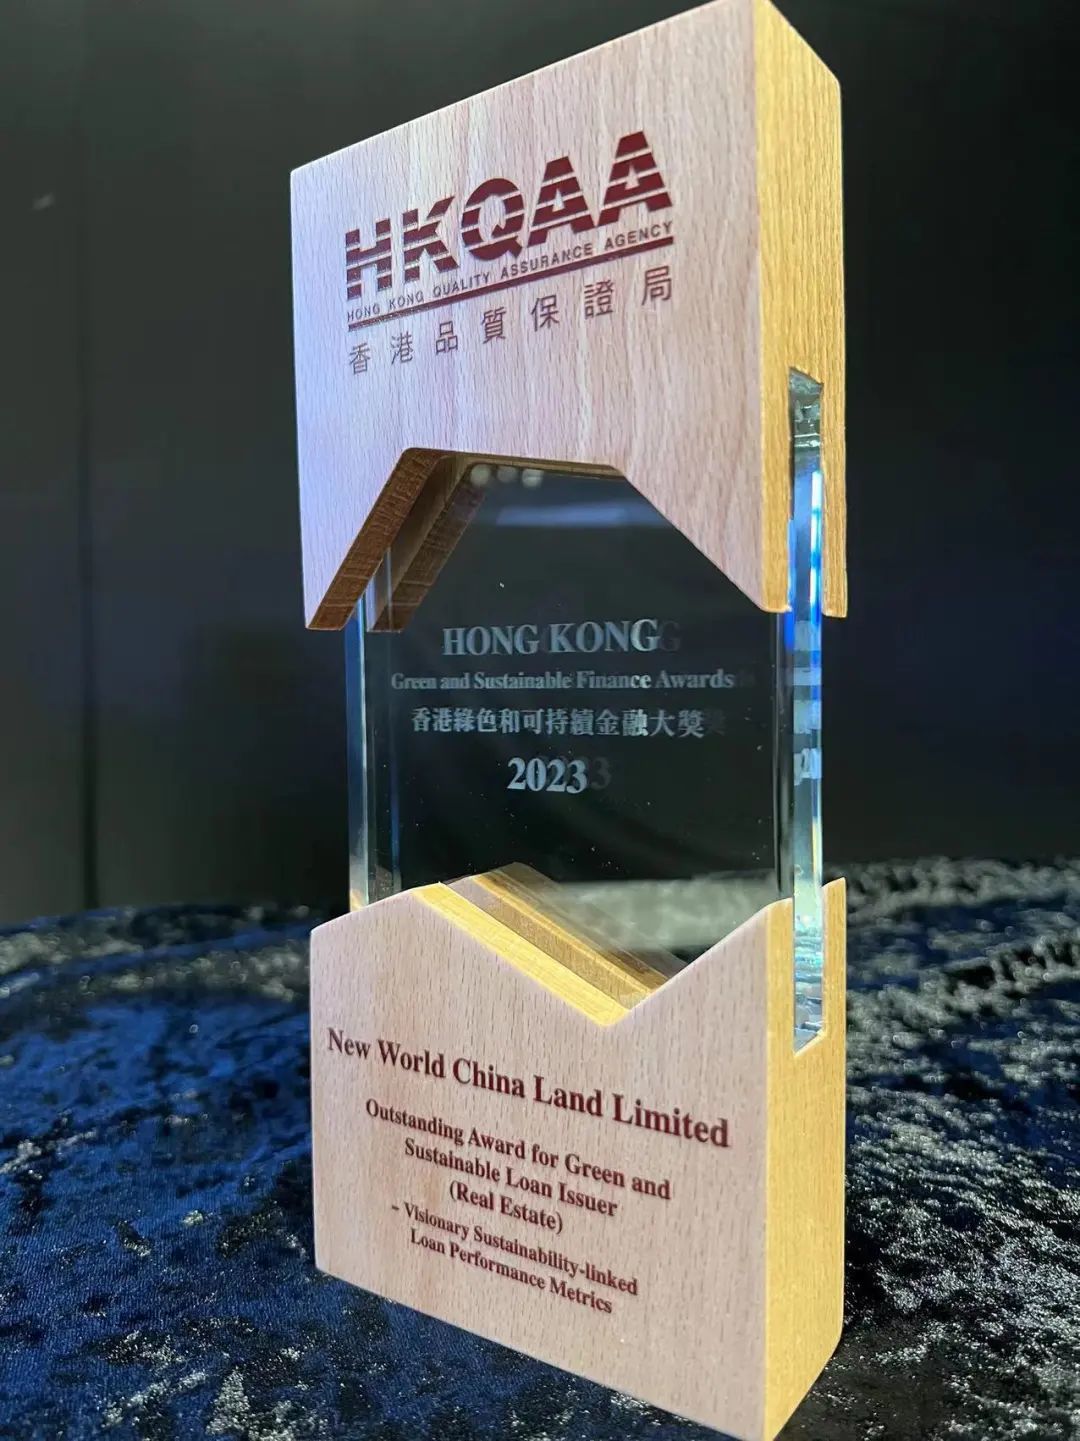 HKQAA
HONG KONG QUALITY ASSURANCE AGENCY
香港品質保證局
HONG KONG
Green and Sustainable Finance Awards
香港綠色和可持續金融大獎
2023
New World China Land Limited
Outstanding Award for Green and
Sustainable Loan Issuer
(Real Estate)
- Visionary Sustainability-linked
Loan Performance Metrics